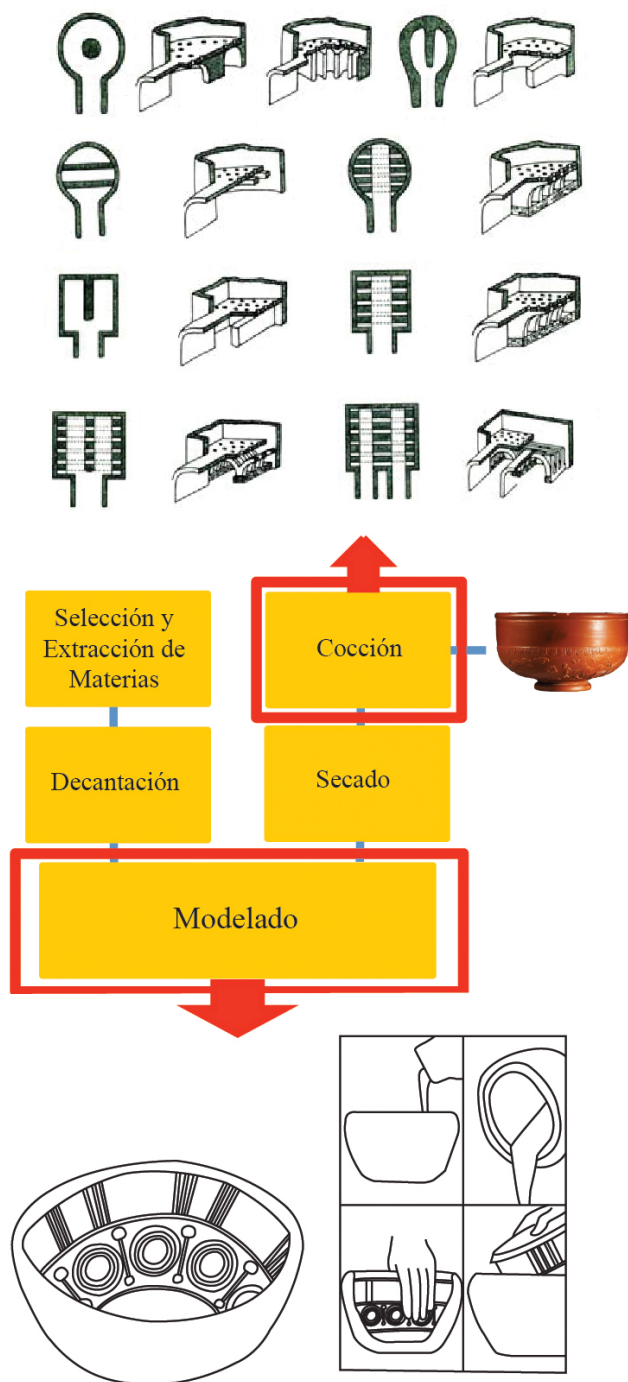 Selección y
Extracción de
Materias
Cocción
Decantación
Secado
Modelado